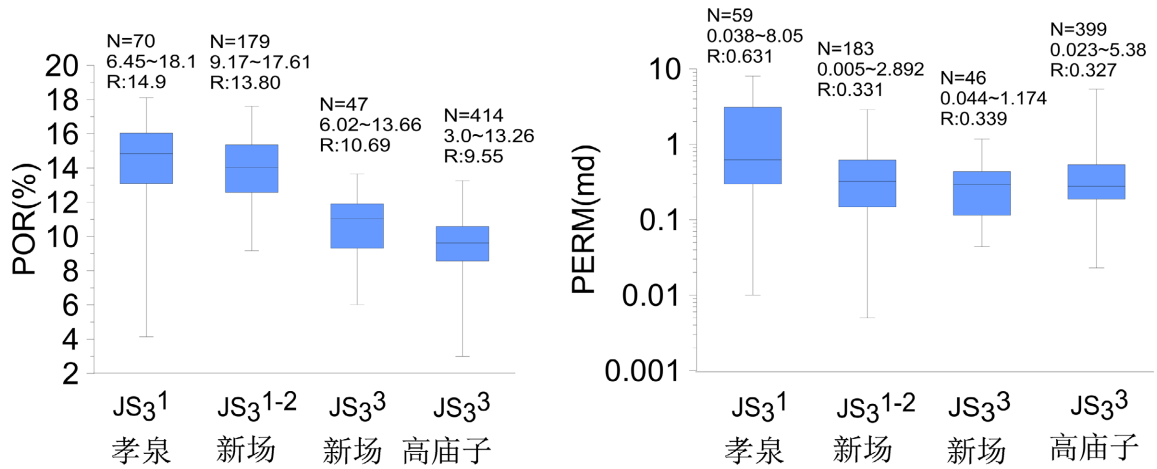 N=70
6.45~18.1
R:14.9
N=179
9.17~17.61
R:13.80
N=47
6.02~13.66
R:10.69
N=414
3.0~13.26
R:9.55
POR(%)
20
18
16
14
12
10
8
6
4
2
JS₃¹
孝泉
JS₃¹⁻²
新场
JS₃³
新场
JS₃³
高庙子
N=59
0.038~8.05
R:0.631
N=183
0.005~2.892
R:0.331
N=46
0.044~1.174
R:0.339
N=399
0.023~5.38
R:0.327
PERM(md)
10
1
0.1
0.01
0.001
JS₃¹
孝泉
JS₃¹⁻²
新场
JS₃³
新场
JS₃³
高庙子